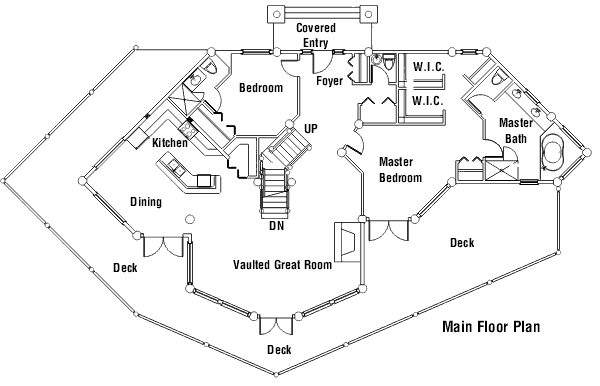 Covered
Entry
W.I.C.
Foyer
Bedroom
W.I.C.
UP
Master
Bath
Kitchen
Master
Bedroom
Dining
DN
Deck
Vaulted Great Room
Deck
Main Floor Plan
Deck